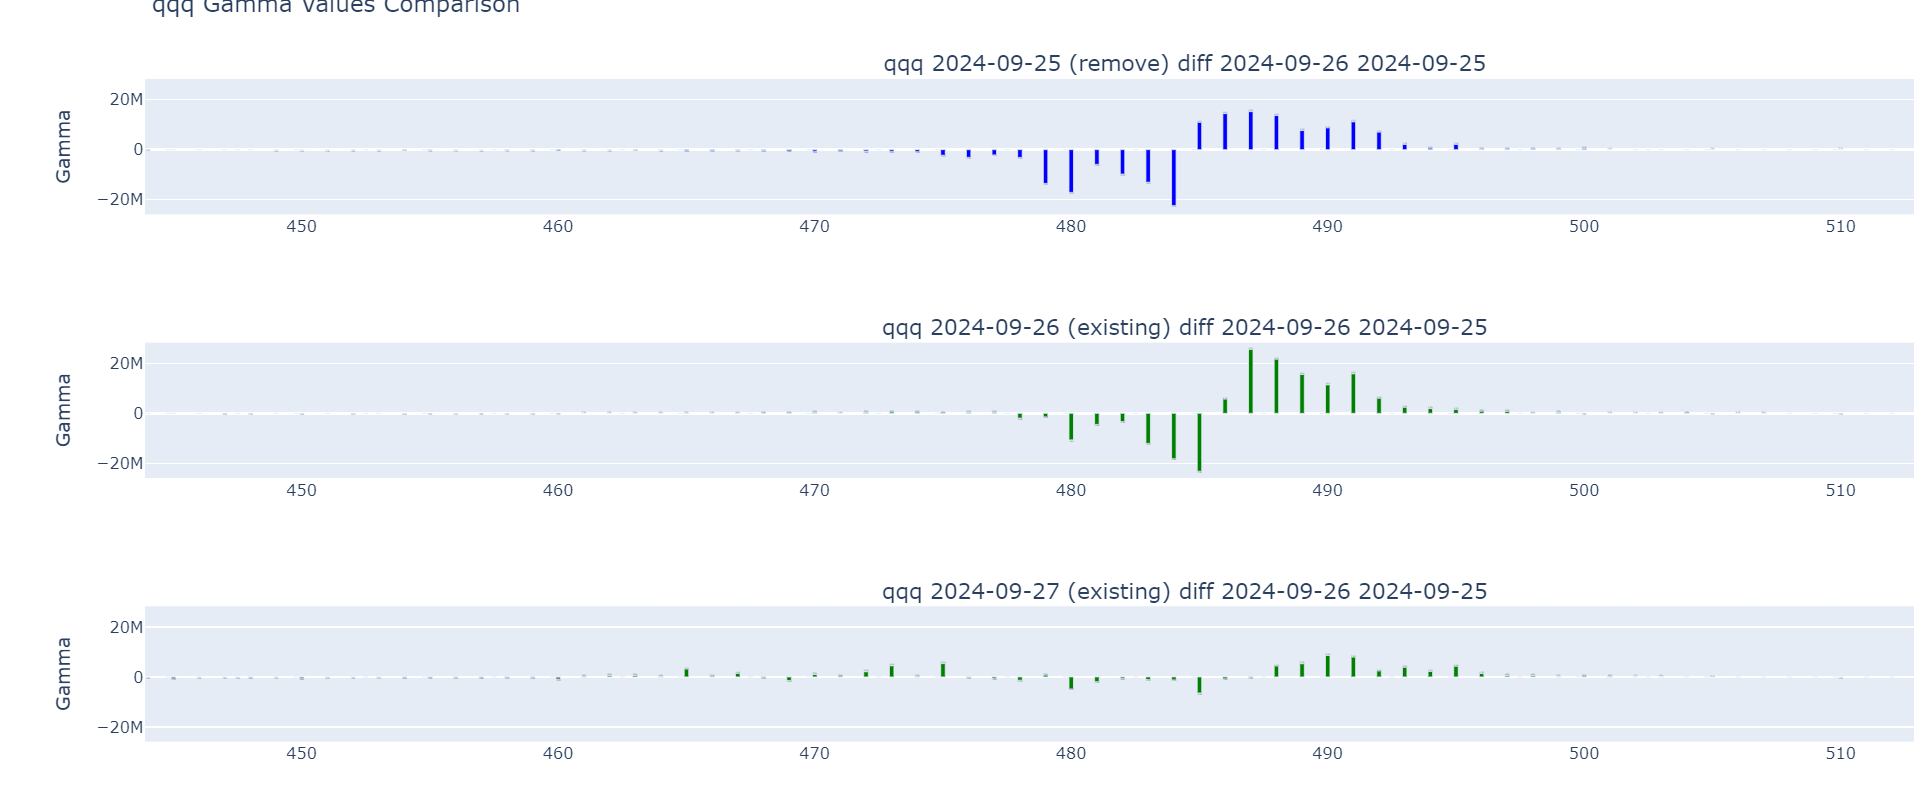 qqq Gamma Values Comparison
qqq 2024-09-25 (remove) diff 2024-09-26 2024-09-25
20M
0
−20M
Gamma
450 460 470 480 490 500 510
qqq 2024-09-26 (existing) diff 2024-09-26 2024-09-25
20M
0
−20M
Gamma
450 460 470 480 490 500 510
qqq 2024-09-27 (existing) diff 2024-09-26 2024-09-25
20M
0
−20M
Gamma
450 460 470 480 490 500 510